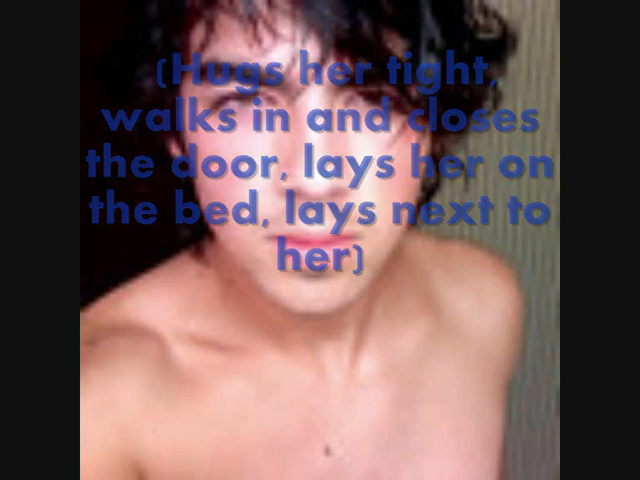 (Hugs her tight,
walks in and closes
the door, lays her on
the bed, lays next to
her)